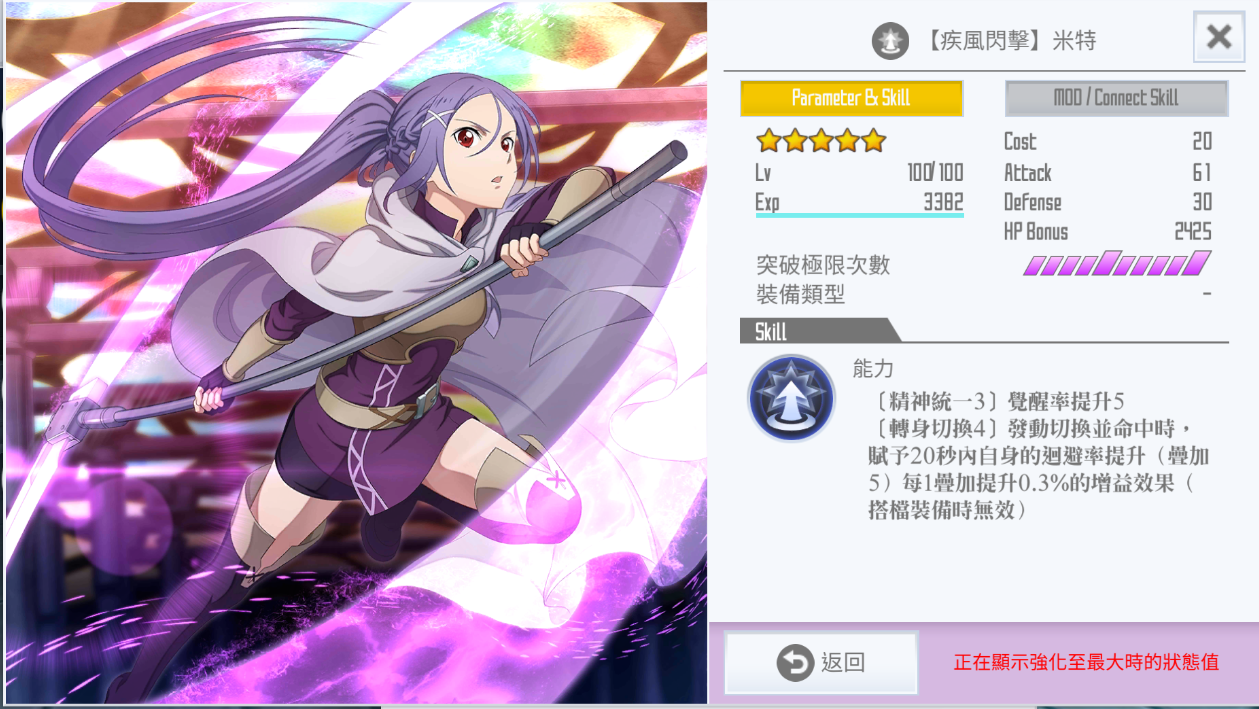 【疾風閃擊】米特
Parameter & Skill
MOD / Connect Skill
Lv 100/100
Exp 3382
Cost 20
Attack 61
Defense 30
HP Bonus 2425
突破極限次數
裝備類型 -
Skill
能力
〔精神統一3〕覺醒率提升5
〔轉身切換4〕發動切換並命中時，
賦予20秒內自身的迴避率提升（疊加
5）每1疊加提升0.3%的增益效果（
搭檔裝備時無效）
返回
正在顯示強化至最大時的狀態值